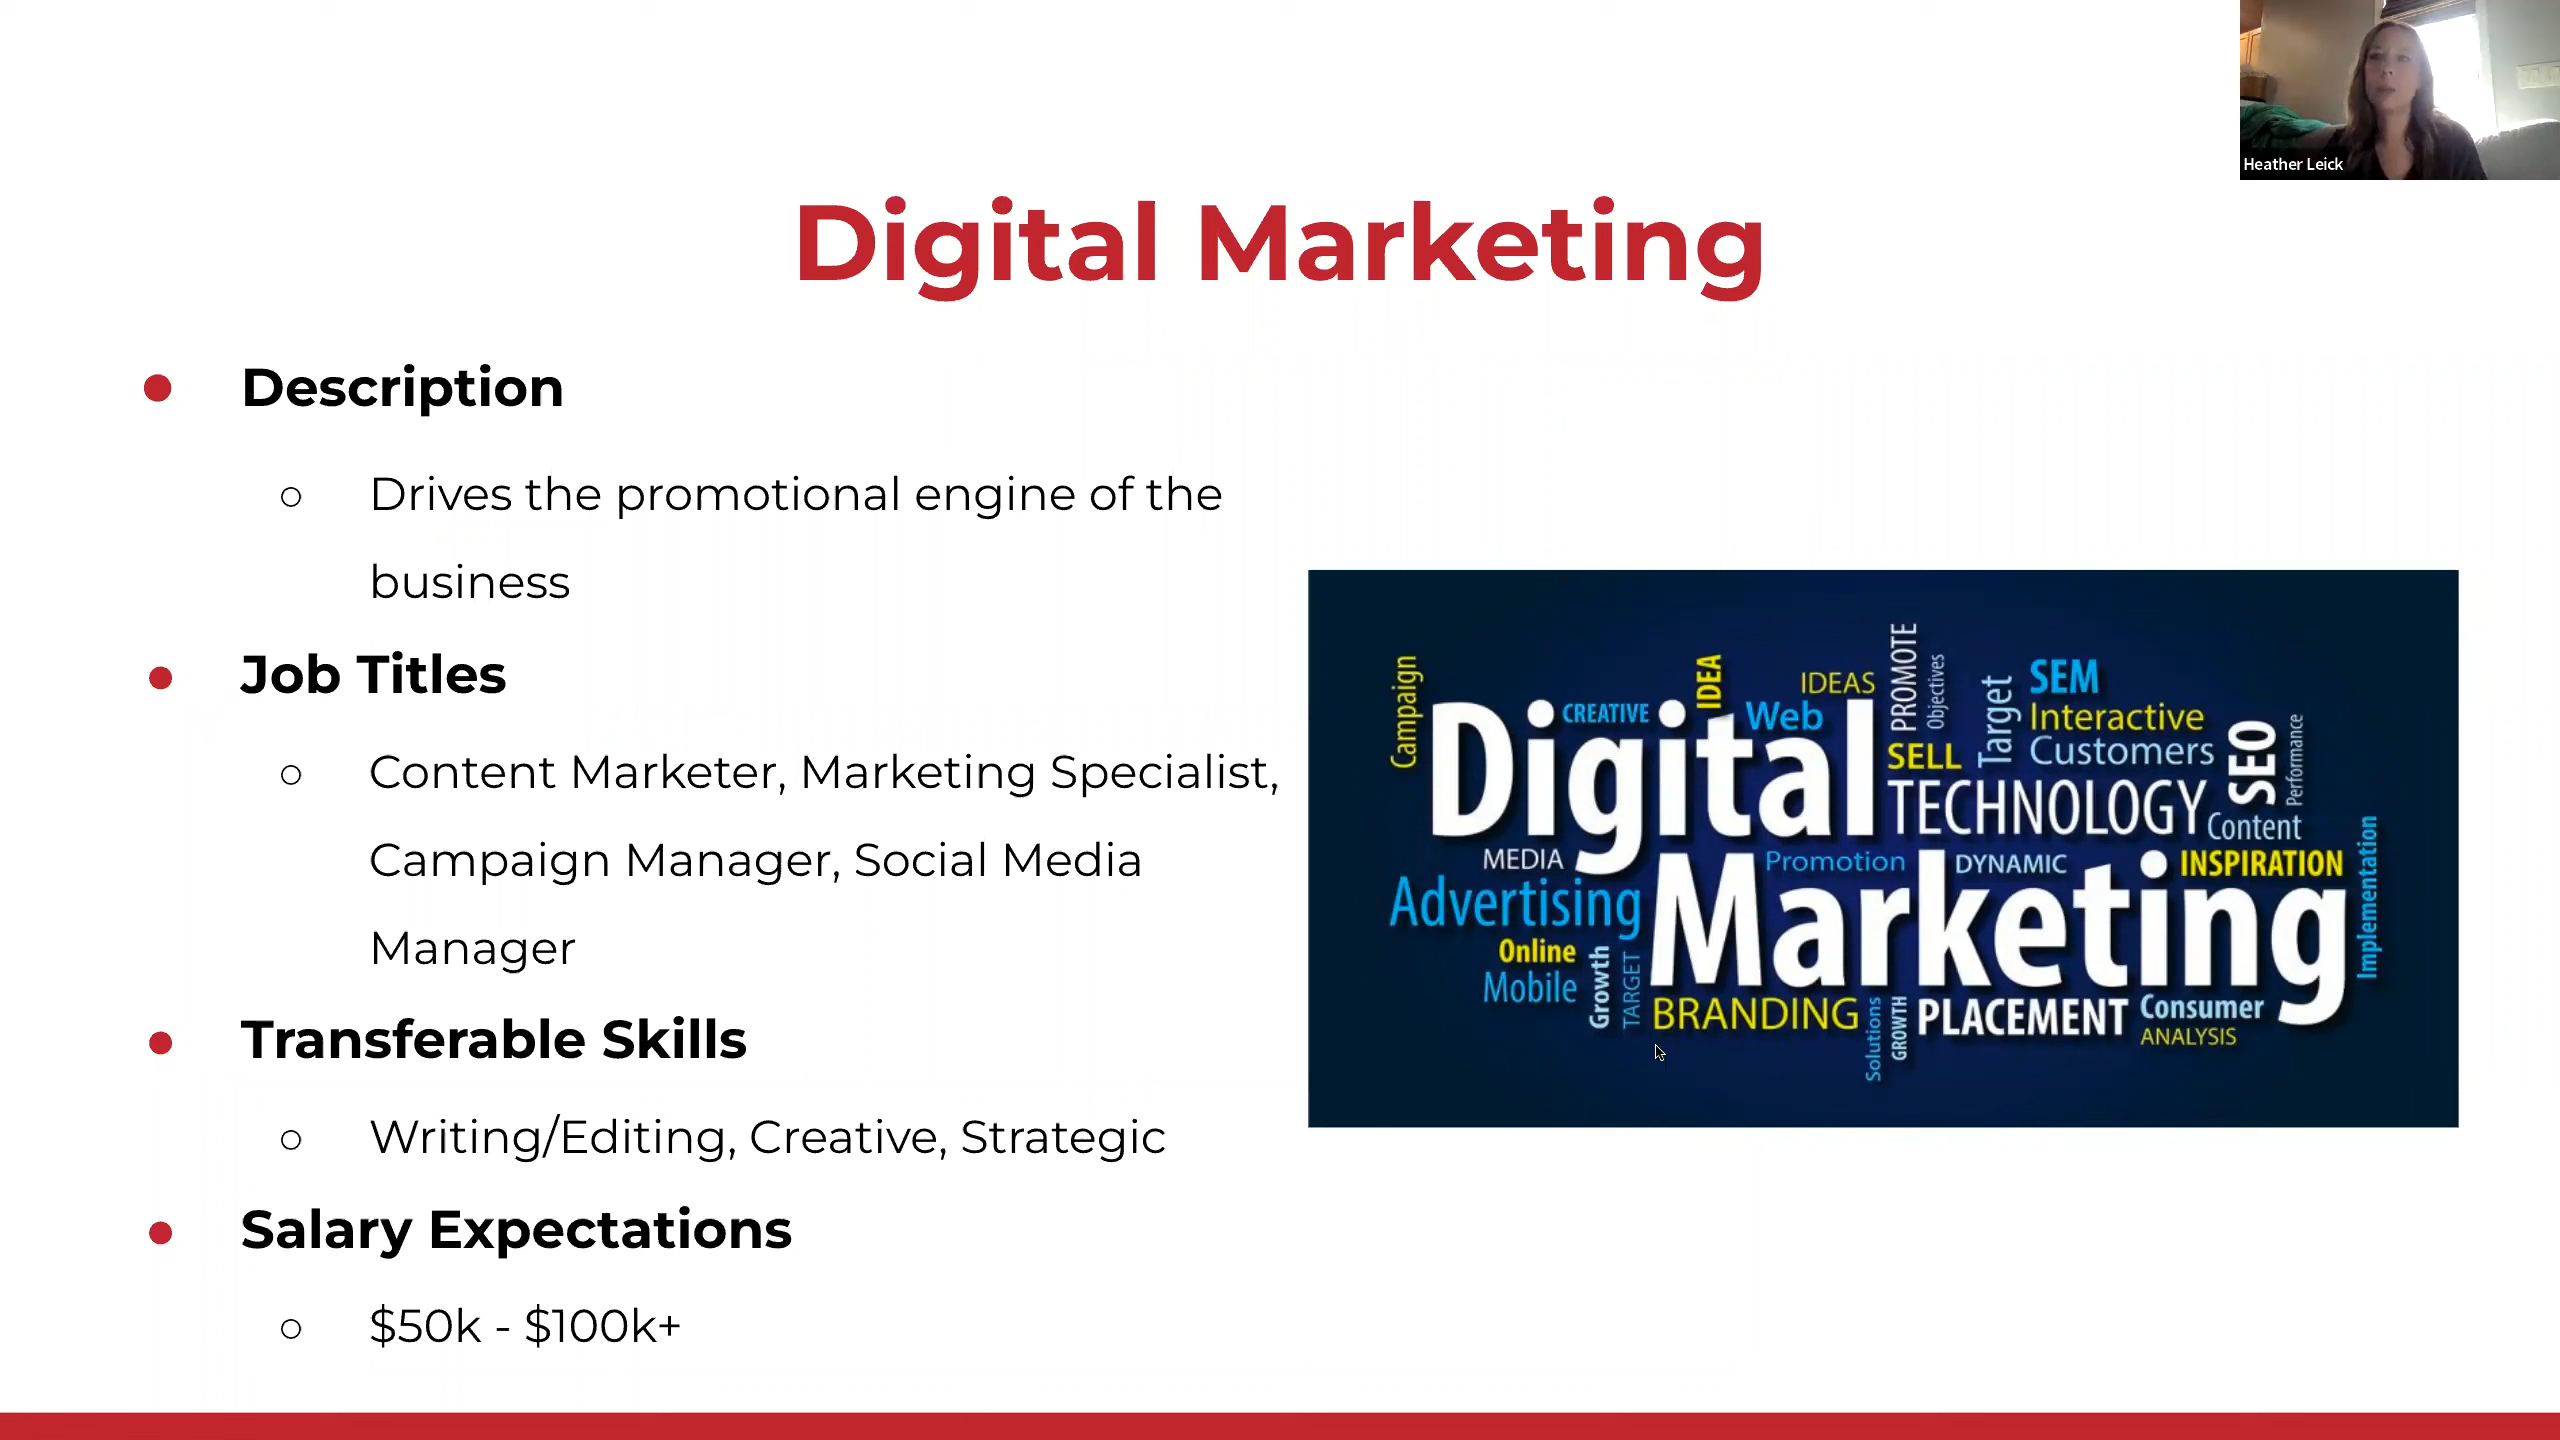 Heather Leick
Digital Marketing
Description
Drives the promotional engine of the
business
Job Titles
Content Marketer, Marketing Specialist,
Campaign Manager, Social Media
Manager
Transferable Skills
Writing/Editing, Creative, Strategic
Salary Expectations
$50k - $100k+
Campaign
CREATIVE
IDEA
IDEAS
Web
PROMOTE
Objectives
Target
SEM
Interactive
Customers
SELL
SEO
Performance
Digital
TECHNOLOGY
Content
MEDIA
Promotion
DYNAMIC
INSPIRATION
Implementation
Advertising
Marketing
Online
Mobile
Growth
TARGET
BRANDING
Solutions
GROWTH
PLACEMENT
Consumer
ANALYSIS